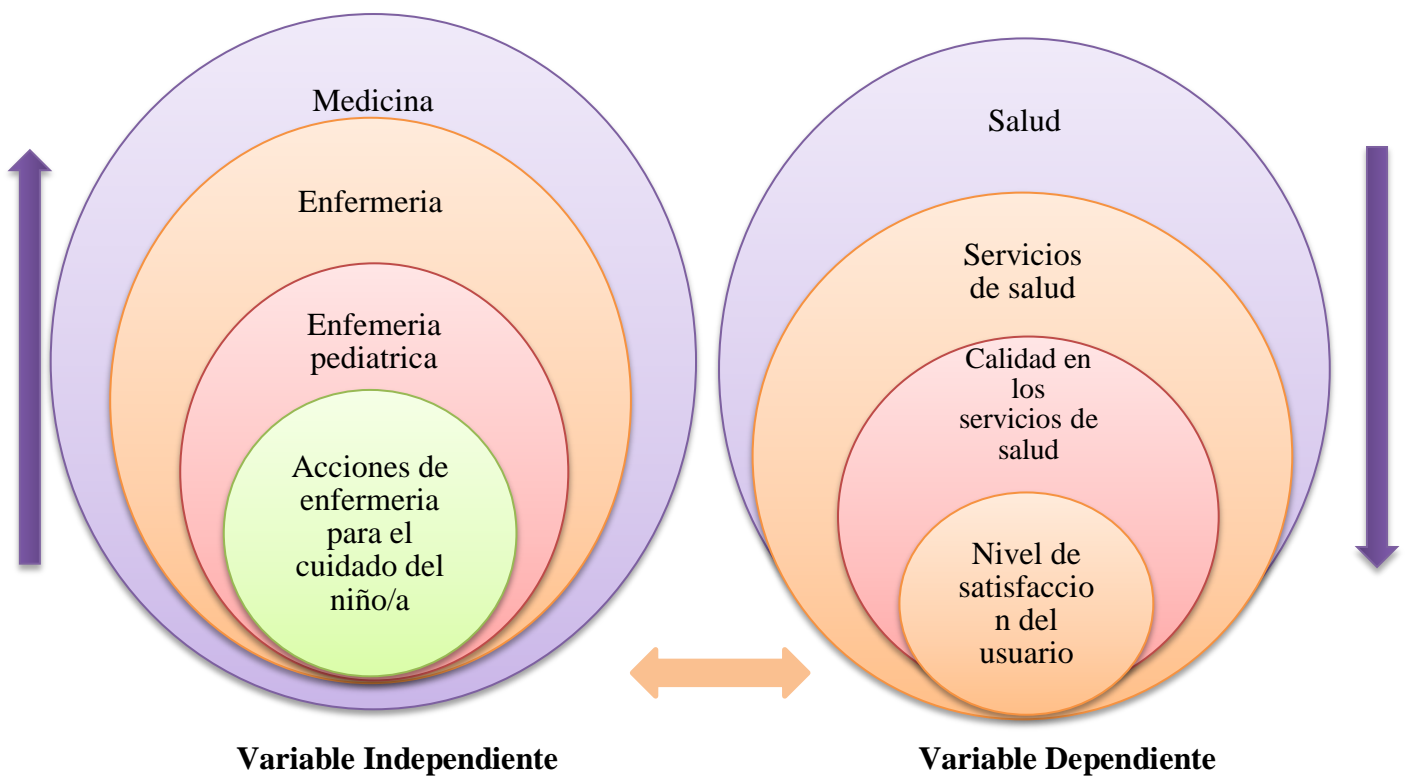 Medicina
Enfermeria
Enfemeria
pediatrica
Acciones de
enfermeria
para el
cuidado del
niño/a
Salud
Servicios
de salud
Calidad en
los
servicios de
salud
Nivel de
satisfaccio
n del
usuario
Variable Independiente
Variable Dependiente